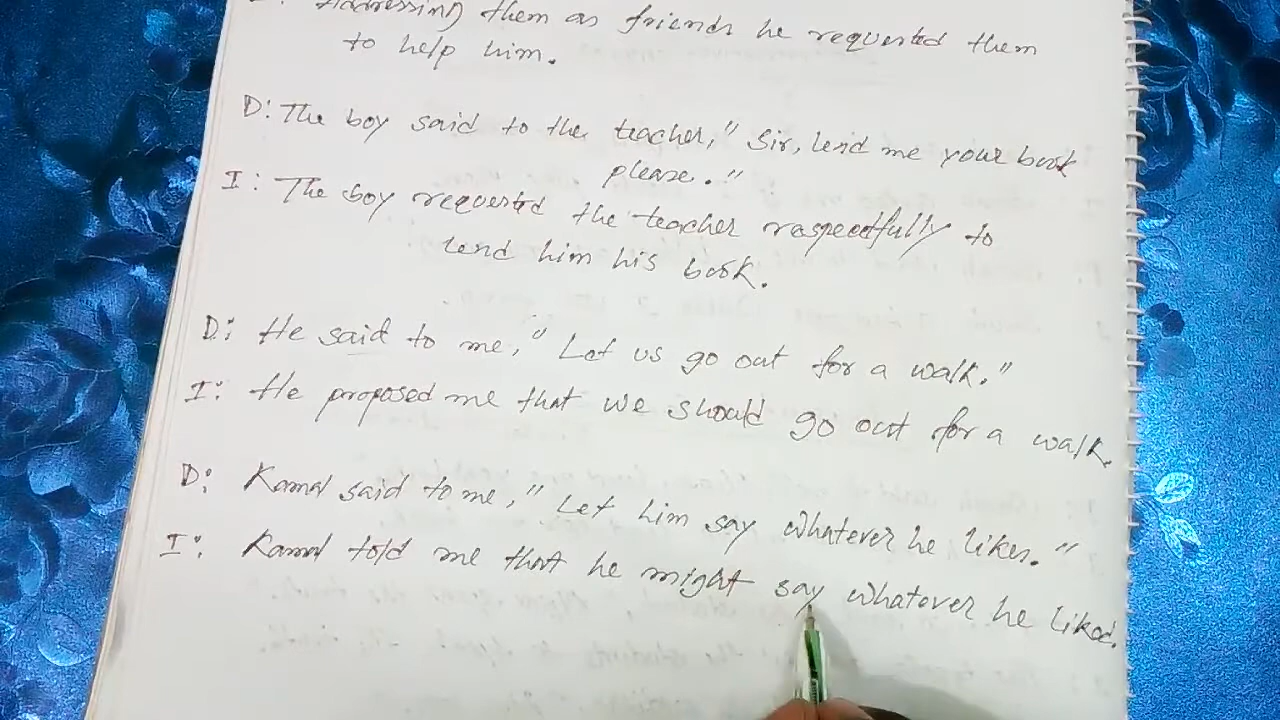 Addressing them as friends he requested them
to help him.
D: The boy said to the teacher," Sir, lend me your book
please."
I: The boy requested the teacher raspectfully to
lend him his book.
D: He said to me," Let us go out for a walk."
I: He proposed me that we should go out for a walk.
D: Kamal said to me," Let him say whatever he likes."
I: Kamal told me that he might say whatever he liked.